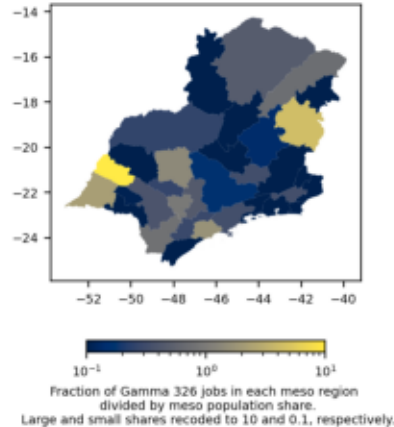 −14
−16
−18
−20
−22
−24
−52 −50 −48 −46 −44 −42 −40
10⁻¹ 10⁰ 10¹
Fraction of Gamma 326 jobs in each meso region
divided by meso population share.
Large and small shares recoded to 10 and 0.1, respectively.